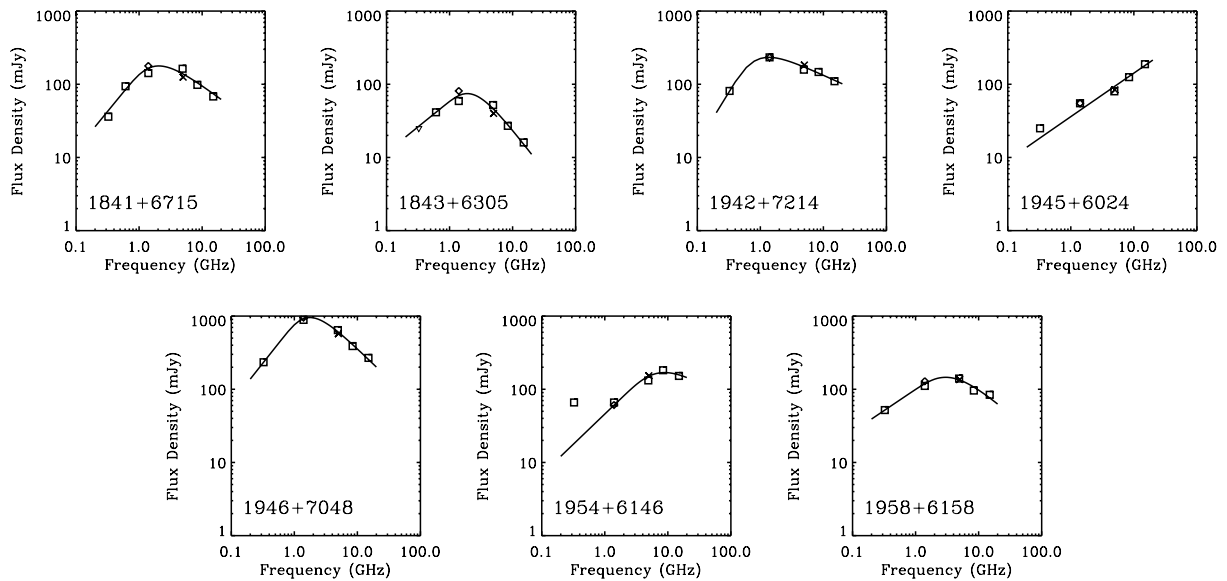 Flux Density (mJy)
1000
100
10
1
1841+6715
0.1 1.0 10.0 100.0
Frequency (GHz)
Flux Density (mJy)
1000
100
10
1
1843+6305
0.1 1.0 10.0 100.0
Frequency (GHz)
Flux Density (mJy)
1000
100
10
1
1942+7214
0.1 1.0 10.0 100.0
Frequency (GHz)
Flux Density (mJy)
1000
100
10
1
1945+6024
0.1 1.0 10.0 100.0
Frequency (GHz)
Flux Density (mJy)
1000
100
10
1
1946+7048
0.1 1.0 10.0 100.0
Frequency (GHz)
Flux Density (mJy)
1000
100
10
1
1954+6146
0.1 1.0 10.0 100.0
Frequency (GHz)
Flux Density (mJy)
1000
100
10
1
1958+6158
0.1 1.0 10.0 100.0
Frequency (GHz)